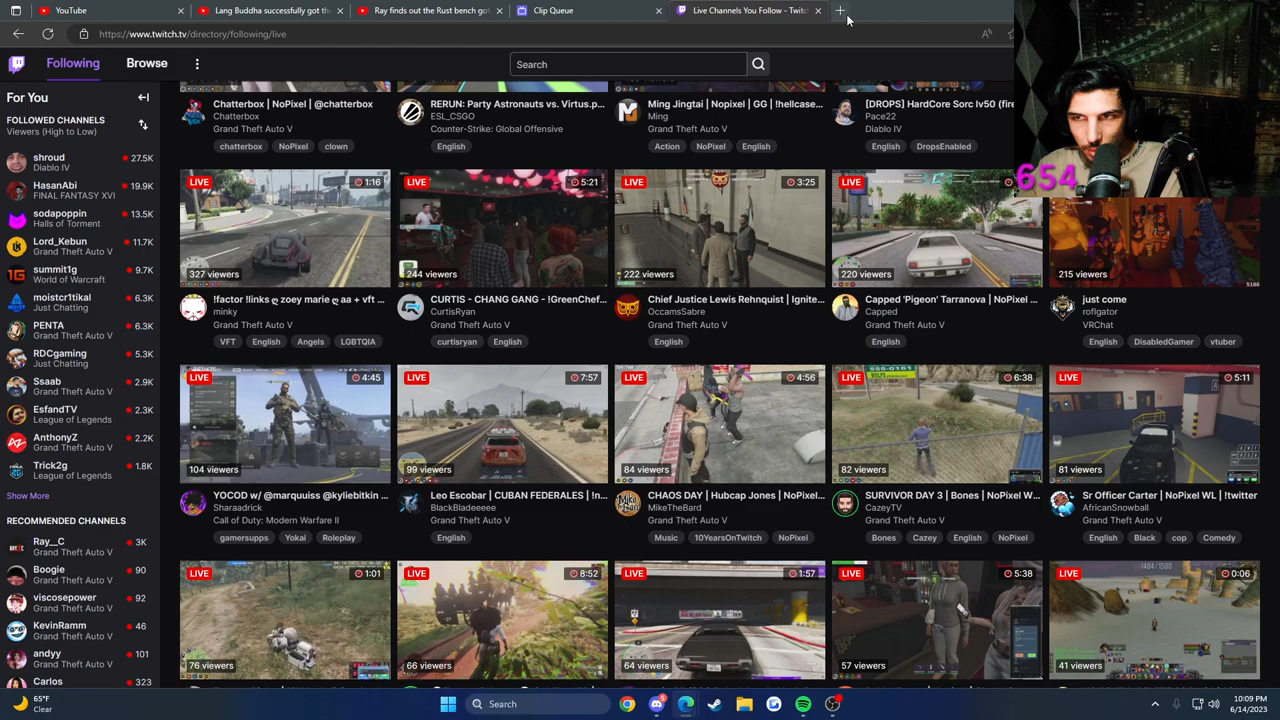 YouTube
Lang Buddha successfully got the
Ray finds out the Rust bench got
Clip Queue
Live Channels You Follow - Twitch
https://www.twitch.tv/directory/following/live
Following
Browse
Search
For You
FOLLOWED CHANNELS
Viewers (High to Low)
shroud
Diablo IV
27.5K
HasanAbi
FINAL FANTASY XVI
19.9K
sodapoppin
Halls of Torment
13.5K
Lord_Kebun
Grand Theft Auto V
11.7K
summit1g
World of Warcraft
9.7K
moistcr1tikal
Grand Theft Auto V
6.3K
PENTA
Grand Theft Auto V
6.3K
RDCgaming
Just Chatting
5.3K
Ssaab
Grand Theft Auto V
2.9K
EsfandTV
League of Legends
2.3K
AnthonyZ
Grand Theft Auto V
2.2K
Trick2g
League of Legends
1.8K
Show More
RECOMMENDED CHANNELS
Ray__C
Grand Theft Auto V
3K
Boogie
Grand Theft Auto V
90
viscosepower
Grand Theft Auto V
92
KevinRamm
Grand Theft Auto V
46
andyy
Grand Theft Auto V
101
Carlos
323
Chatterbox | NoPixel | @chatterbox
Chatterbox
Grand Theft Auto V
chatterbox NoPixel clown
RERUN: Party Astronauts vs. Virtus.p...
ESL_CSGO
Counter-Strike: Global Offensive
English
Ming Jingtai | Nopixel | GG | !hellcase...
Ming
Grand Theft Auto V
Action NoPixel English
[DROPS] HardCore Sorc lv50 (fire
Pace22
Diablo IV
English DropsEnabled
654
LIVE 1:16
327 viewers
!factor !links ღ zoey marie ღ aa + vft ...
minky
Grand Theft Auto V
VFT English Angels LGBTQIA
LIVE 5:21
244 viewers
CURTIS - CHANG GANG - !GreenChef...
CurtisRyan
Grand Theft Auto V
curtisryan English
LIVE 3:25
222 viewers
Chief Justice Lewis Rehnquist | Ignite...
OccamsSabre
Grand Theft Auto V
English
LIVE
220 viewers
Capped 'Pigeon' Tarranova | NoPixel ...
Capped
Grand Theft Auto V
English
215 viewers
just come
roflgator
VRChat
English DisabledGamer vtuber
LIVE 4:45
104 viewers
YOCOD w/ @marquuiss @kyliebitkin ...
Sharaadrick
Call of Duty: Modern Warfare II
gamersupps Yokai Roleplay
LIVE 7:57
99 viewers
Leo Escobar | CUBAN FEDERALES | !n...
BlackBladeeeee
Grand Theft Auto V
English
LIVE 4:56
84 viewers
CHAOS DAY | Hubcap Jones | NoPixel...
MikeTheBard
Grand Theft Auto V
Music 10YearsOnTwitch NoPixel
LIVE 6:38
82 viewers
SURVIVOR DAY 3 | Bones | NoPixel W...
CazeyTV
Grand Theft Auto V
Bones Cazey English NoPixel
LIVE 5:11
81 viewers
Sr Officer Carter | NoPixel WL | !twitter
AfricanSnowball
Grand Theft Auto V
English Black cop Comedy
LIVE 1:01
76 viewers
LIVE 8:52
66 viewers
LIVE 1:57
64 viewers
LIVE 5:38
57 viewers
LIVE 0:06
41 viewers
65°F
Clear
Search
10:09 PM
6/14/2023